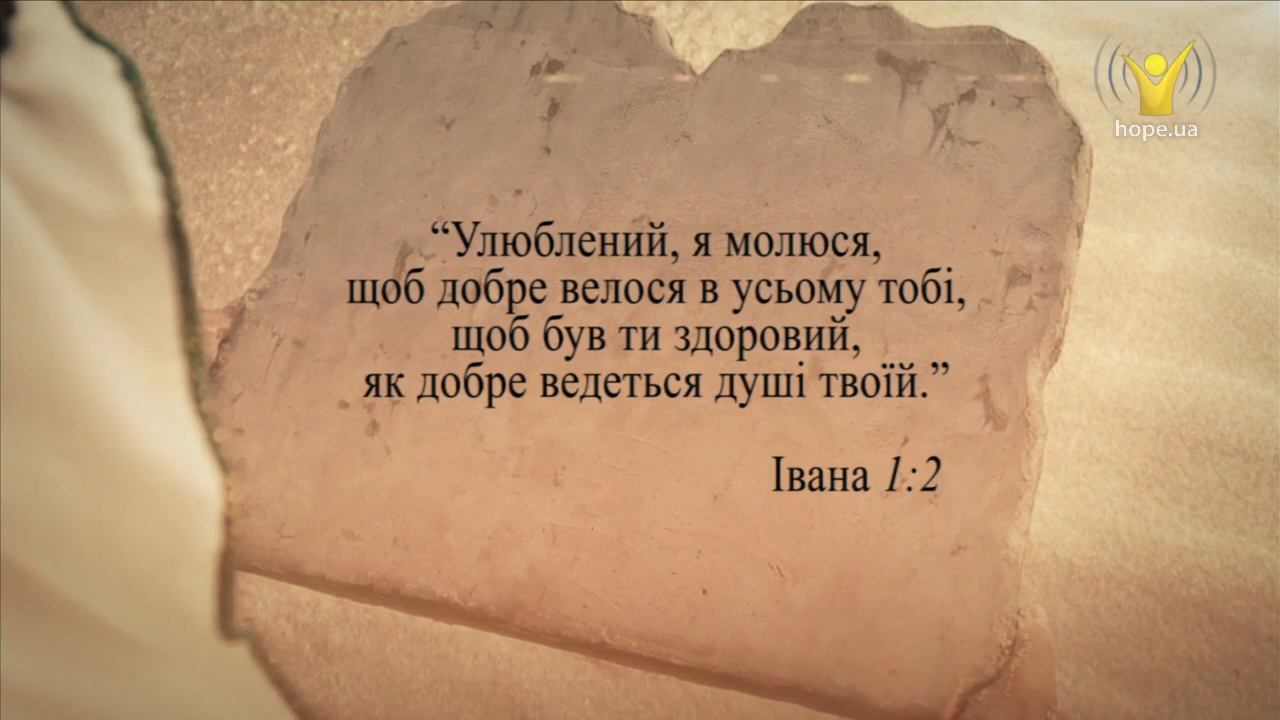 hope.ua
“Улюблений, я молюся,
щоб добре велося в усьому тобі,
щоб був ти здоровий,
як добре ведеться душі твоїй.”
Івана 1:2